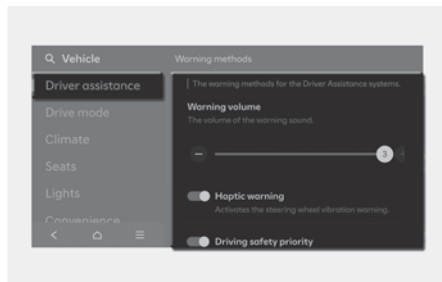 Vehicle
Warning methods
Driver assistance
The warning methods for the Driver Assistance systems.
Drive mode
Warning volume
The volume of the warning sound.
Climate
3
Seats
Lights
Haptic warning
Activates the steering wheel vibration warning.
Convenience
Driving safety priority